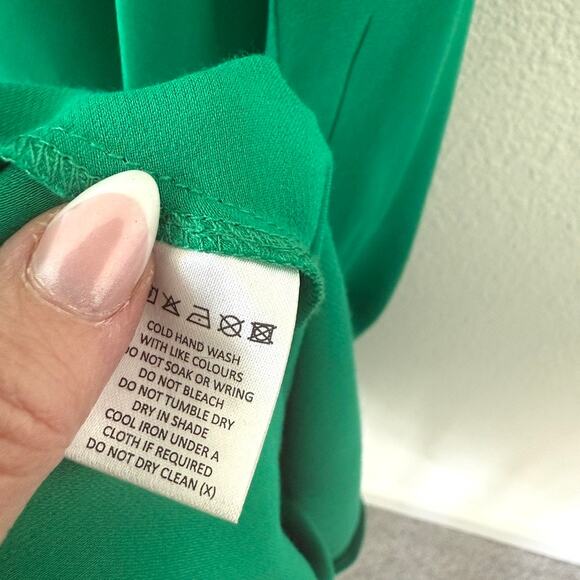 COLD HAND WASH
WITH LIKE COLOURS
DO NOT SOAK OR WRING
DO NOT BLEACH
DO NOT TUMBLE DRY
DRY IN SHADE
COOL IRON UNDER A
CLOTH IF REQUIRED
DO NOT DRY CLEAN (X)